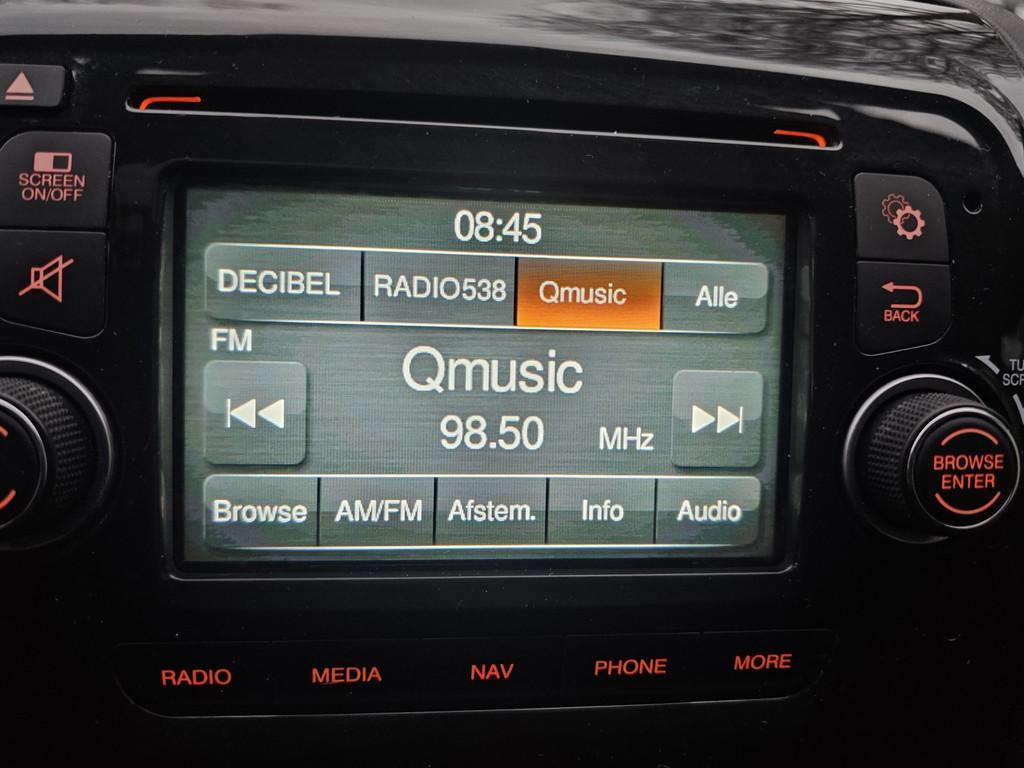 SCREEN
ON/OFF
08:45
DECIBEL RADIO538 Qmusic Alle
FM
Qmusic
98.50 MHz
Browse AM/FM Afstem. Info Audio
BACK
BROWSE
ENTER
RADIO MEDIA NAV PHONE MORE